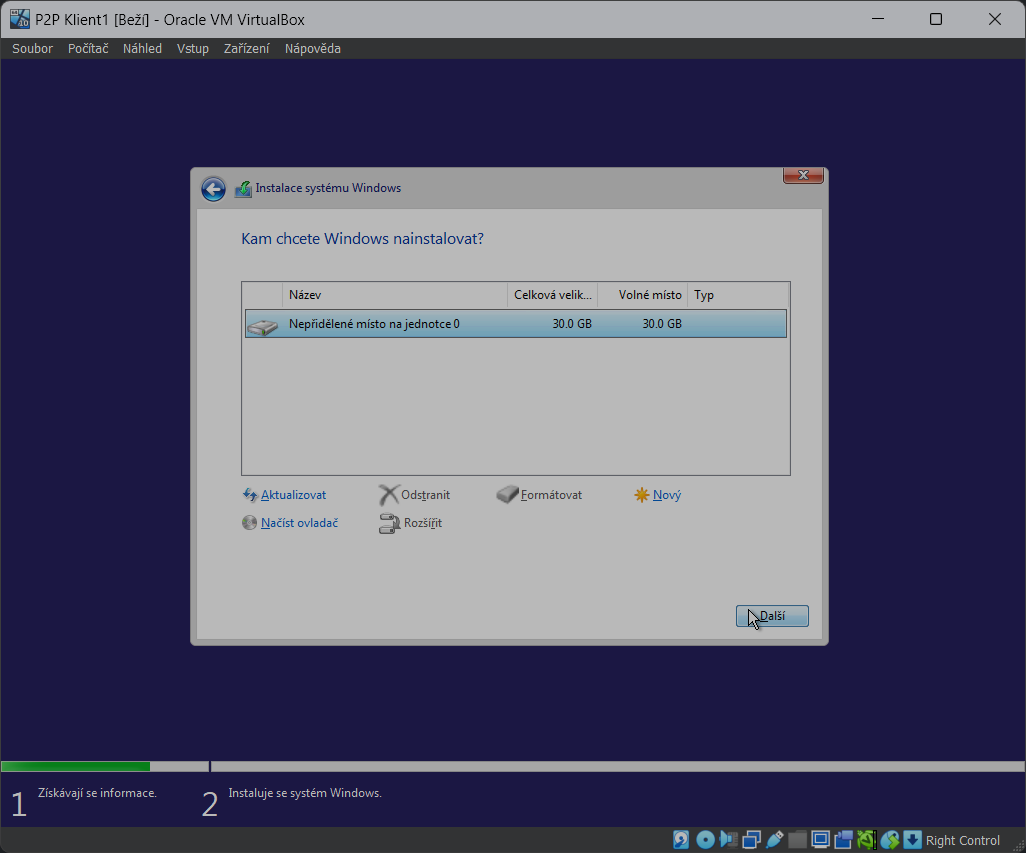 P2P Klient1 [Beží] - Oracle VM VirtualBox
Soubor Počítač Náhled Vstup Zařízení Nápověda
Instalace systému Windows
Kam chcete Windows nainstalovat?
Název Celková velik... Volné místo Typ
Nepřidělené místo na jednotce 0 30.0 GB 30.0 GB
Aktualizovat Odstranit Formátovat Nový
Načíst ovladač Rozšířit
Další
1 Získávají se informace. 2 Instaluje se systém Windows.
Right Control